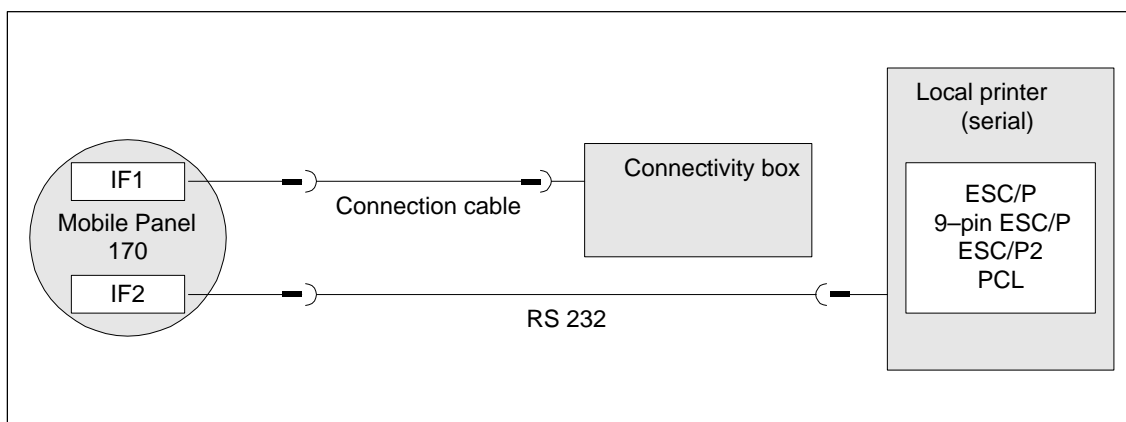 IF1
Mobile Panel
170
IF2
Connection cable
Connectivity box
RS 232
Local printer
(serial)
ESC/P
9–pin ESC/P
ESC/P2
PCL